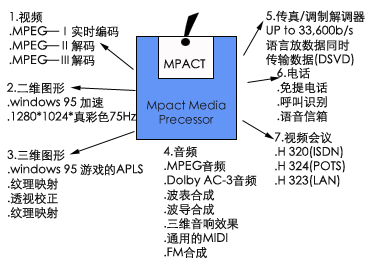 1.视频
.MPEG—Ⅰ实时编码
.MPEG—Ⅱ解码
.MPEG—Ⅲ解码
2.二维图形
.windows 95 加速
.1280*1024*真彩色75Hz
3.三维图形
.windows 95 游戏的APLS
.纹理映射
.透视校正
.纹理映射
MPACT
Mpact Media
Precessor
4.音频
.MPEG音频
.Dolby AC-3音频
.波表合成
.波导合成
.三维音响效果
.通用的MIDI
.FM合成
5.传真/调制解调器
UP to 33,600b/s
语言放数据同时
传输数据(DSVD)
6.电话
.免提电话
.呼叫识别
.语音信箱
7.视频会议
.H 320(ISDN)
.H 324(POTS)
.H 323(LAN)